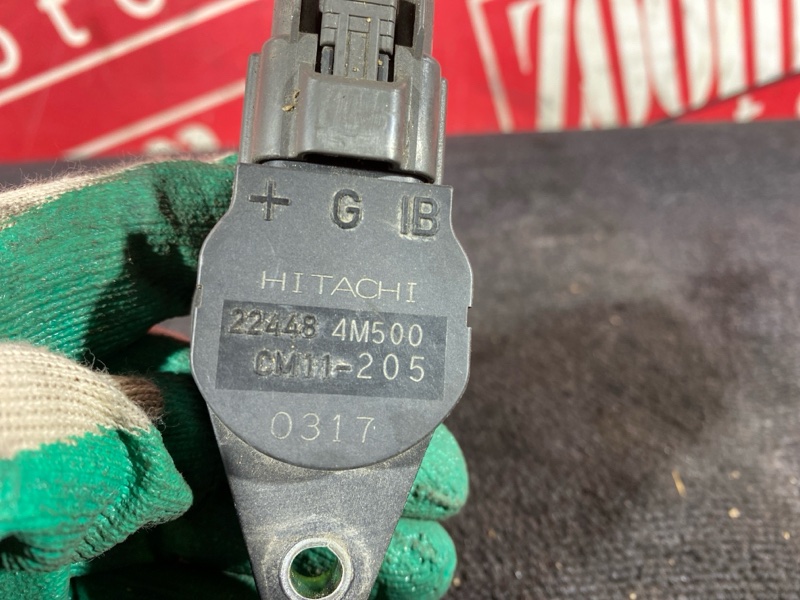 + G IB
HITACHI
22448 4M500
CM11-205
0317